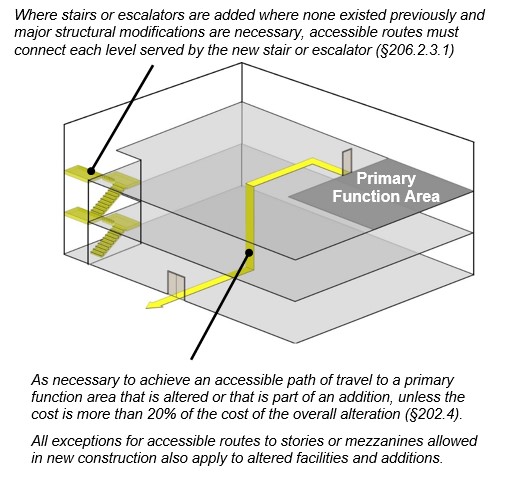 Where stairs or escalators are added where none existed previously and
major structural modifications are necessary, accessible routes must
connect each level served by the new stair or escalator (§206.2.3.1)
Primary
Function Area
As necessary to achieve an accessible path of travel to a primary
function area that is altered or that is part of an addition, unless the
cost is more than 20% of the cost of the overall alteration (§202.4).
All exceptions for accessible routes to stories or mezzanines allowed
in new construction also apply to altered facilities and additions.